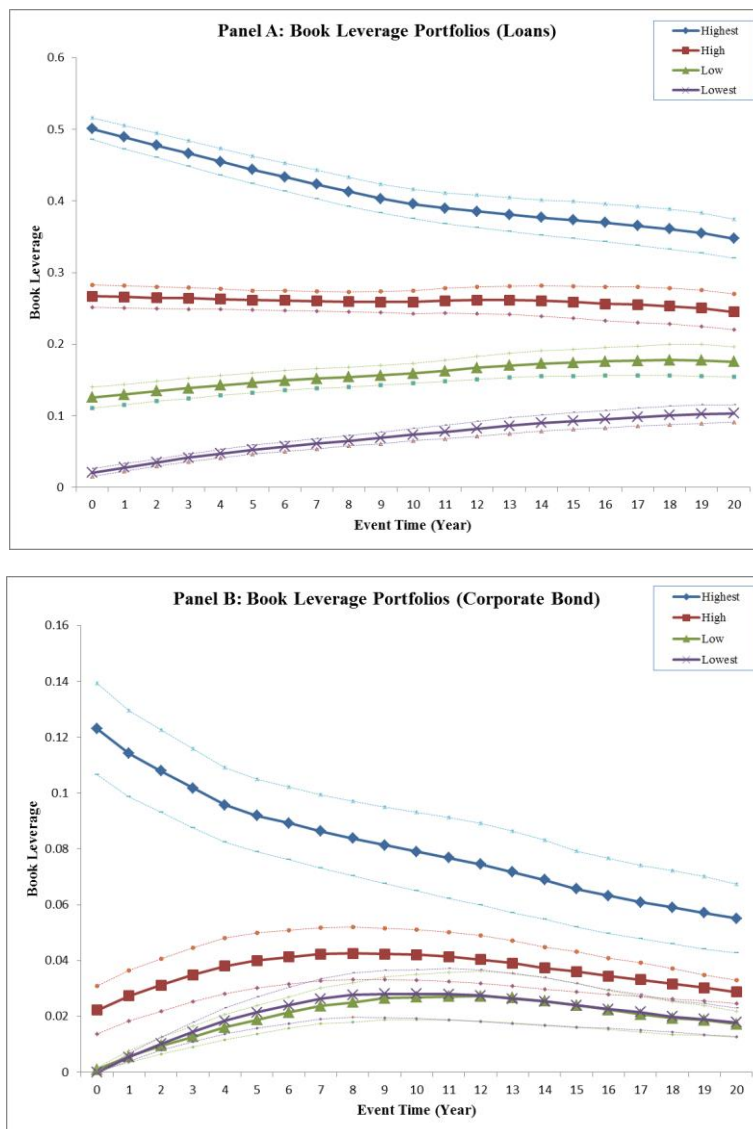 Panel A: Book Leverage Portfolios (Loans)
Highest
High
Low
Lowest
0.6
0.5
0.4
0.3
0.2
0.1
0
Book Leverage
0 1 2 3 4 5 6 7 8 9 10 11 12 13 14 15 16 17 18 19 20
Event Time (Year)
Panel B: Book Leverage Portfolios (Corporate Bond)
Highest
High
Low
Lowest
0.16
0.14
0.12
0.1
0.08
0.06
0.04
0.02
0
Book Leverage
0 1 2 3 4 5 6 7 8 9 10 11 12 13 14 15 16 17 18 19 20
Event Time (Year)